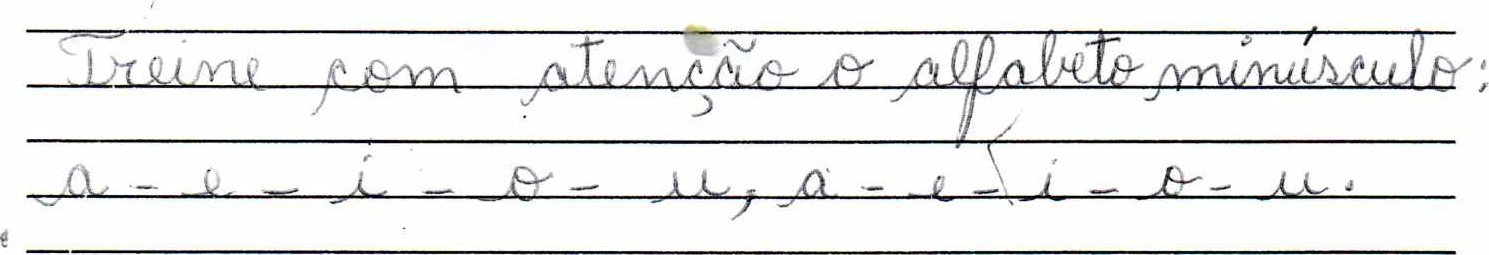 Treine com atenção o alfabeto minúsculo:
a - e - i - o - u, a - e - i - o - u.